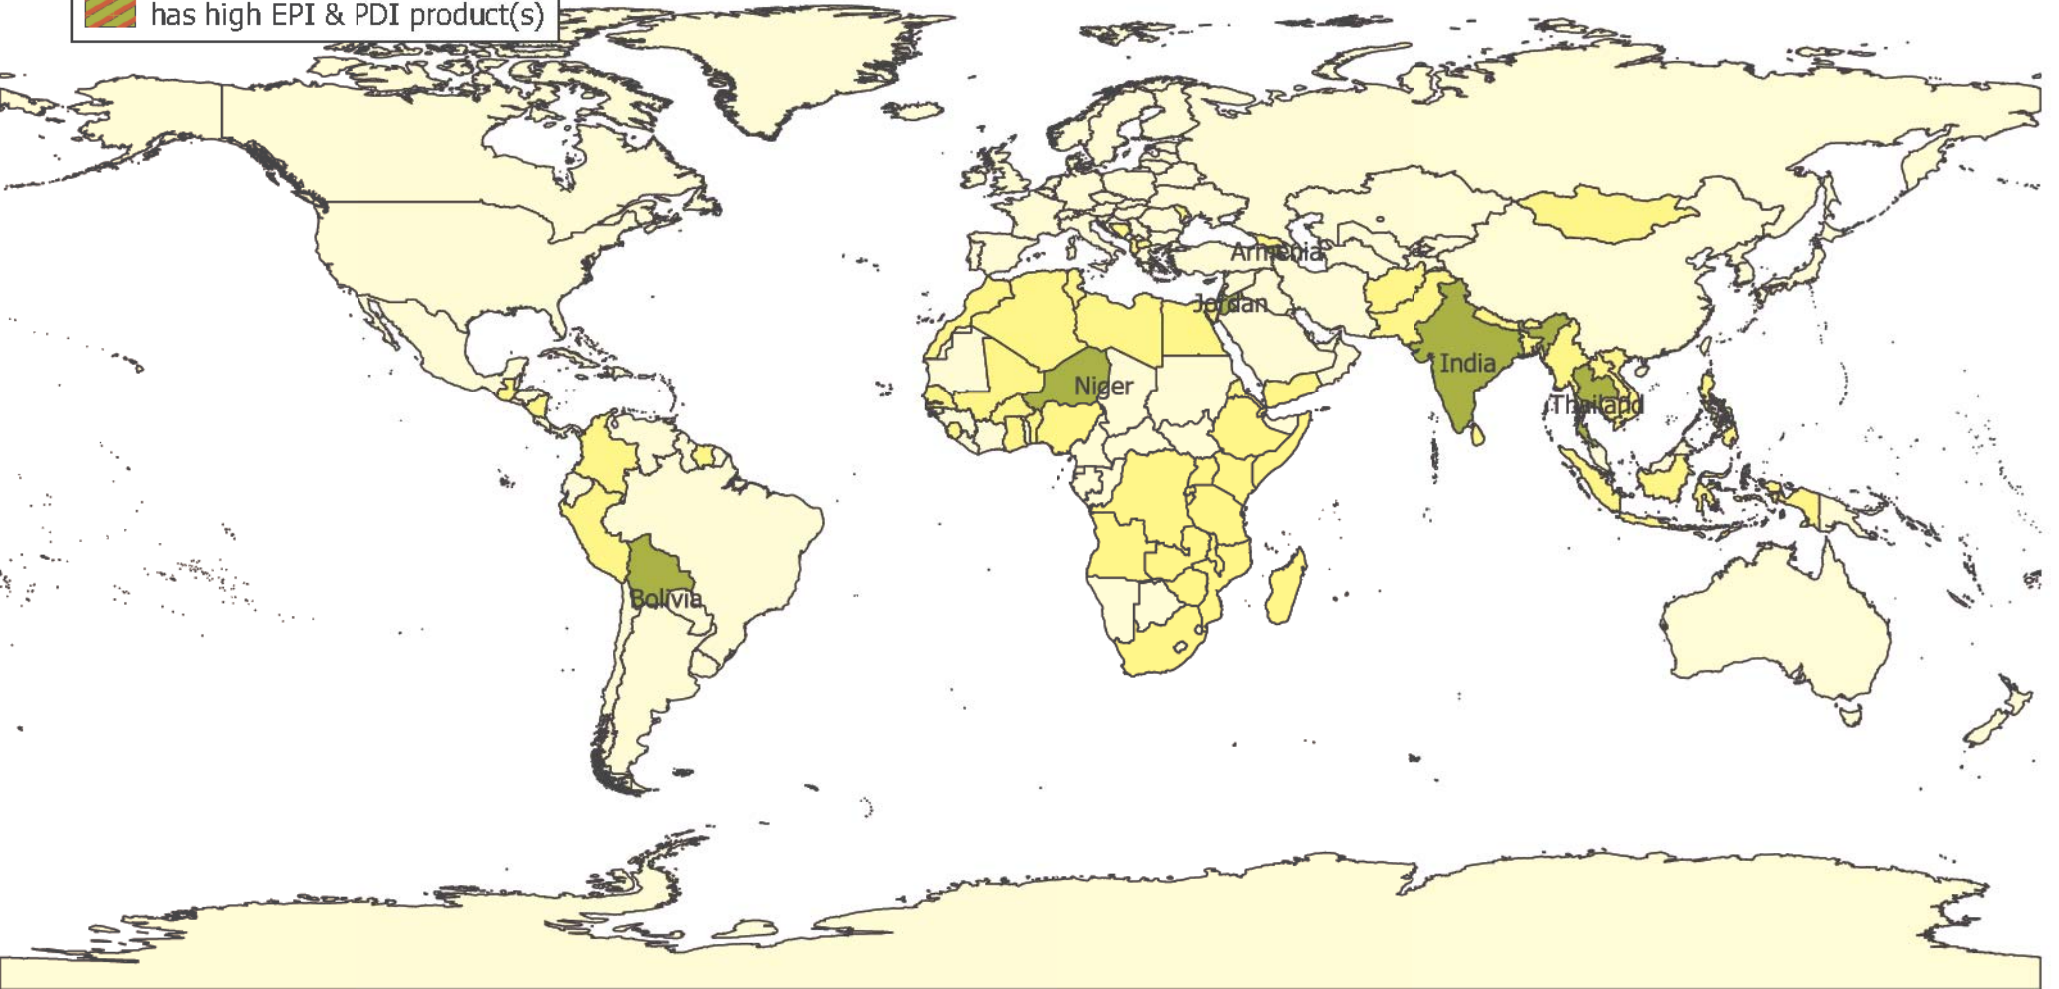 has high EPI & PDI product(s)
Armenia
Jordan
India
Niger
Thailand
Bolivia